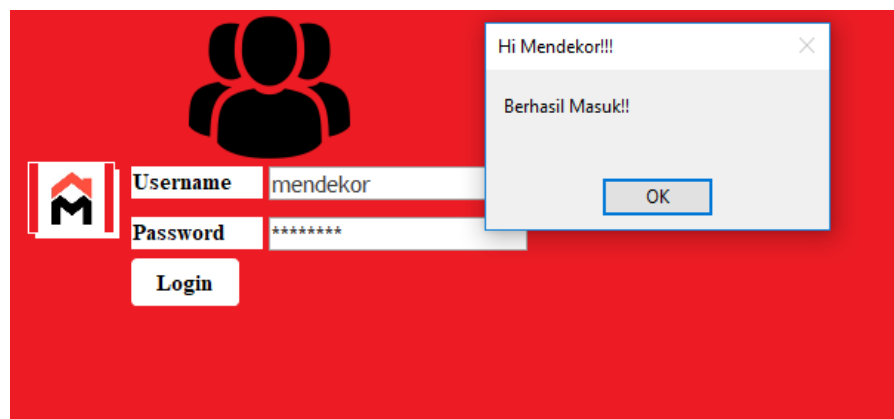 Hi Mendekor!!!
Berhasil Masuk!!
OK
M
Username mendekor
Password ********
Login